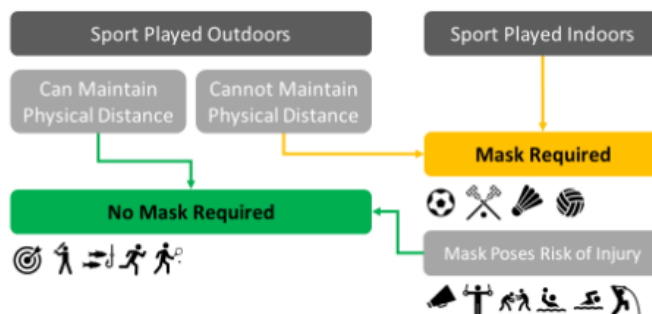 Sport Played Outdoors
Sport Played Indoors
Can Maintain
Physical Distance
Cannot Maintain
Physical Distance
Mask Required
No Mask Required
Mask Poses Risk of Injury